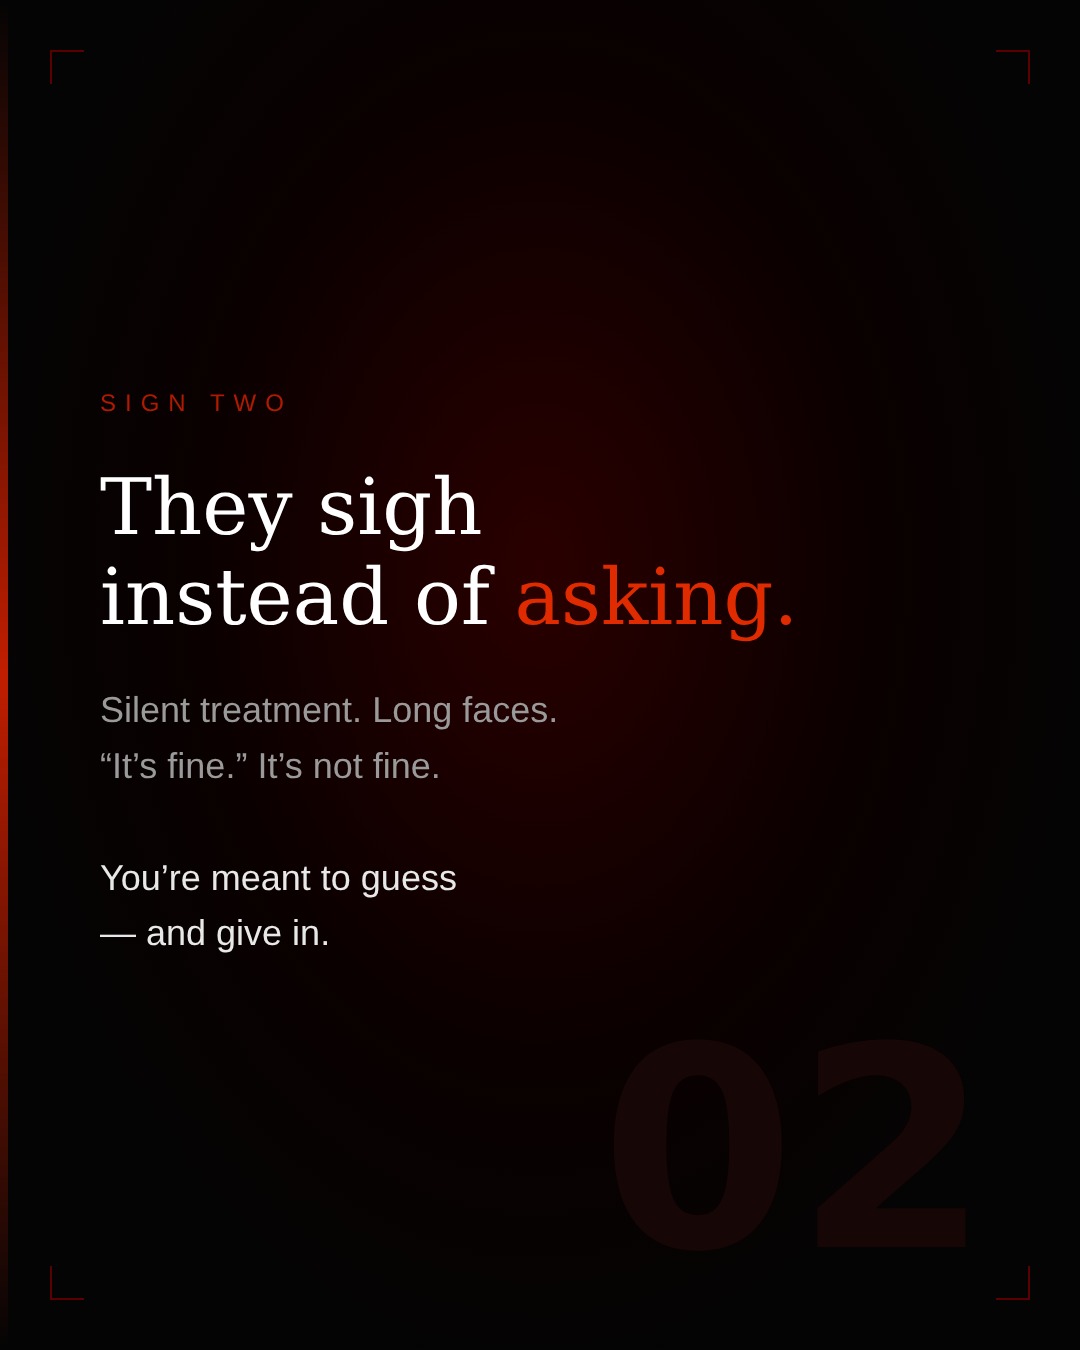 SIGN TWO
They sigh
instead of asking.
Silent treatment. Long faces.
“It’s fine.” It’s not fine.
You’re meant to guess
— and give in.
02